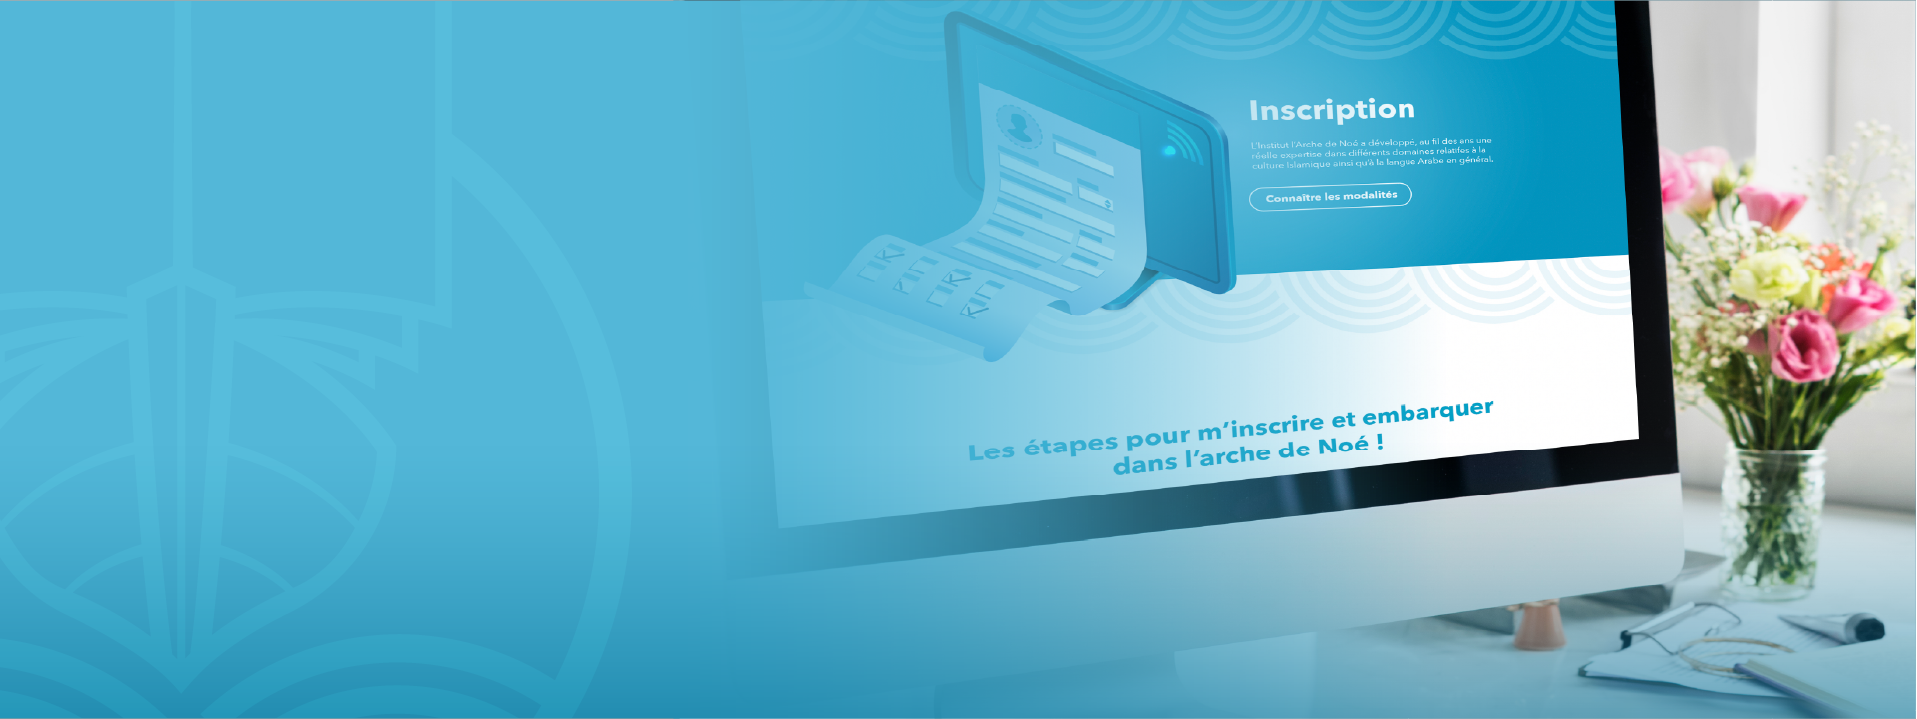 Inscription
L'Institut l'Arche de Noé a développé, au fil des ans une
réelle expertise dans différents domaines relatifes à la
culture Islamique ainsi qu'à la langue Arabe en général.
Connaître les modalités
Les étapes pour m'inscrire et embarquer
dans l'arche de Noé !